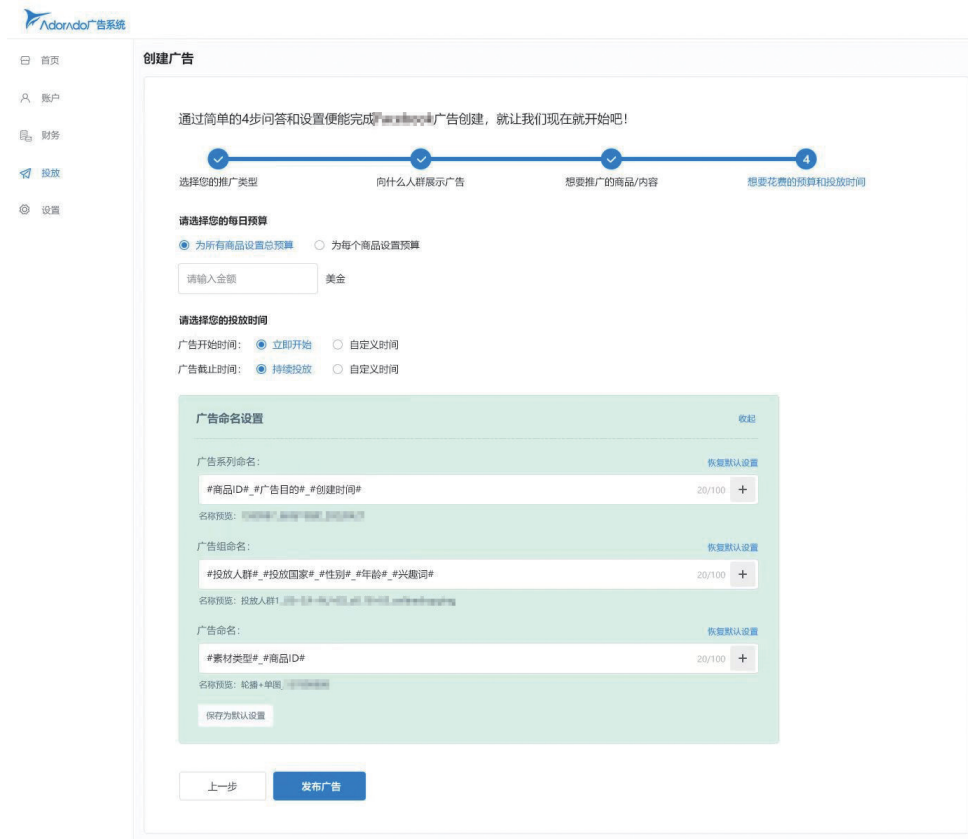 Adorado广告系统
首页
账户
财务
投放
设置
创建广告
通过简单的4步问答和设置便能完成广告创建，就让我们现在就开始吧！
4
选择您的推广类型
向什么人群展示广告
想要推广的商品/内容
想要花费的预算和投放时间
请选择您的每日预算
为所有商品设置总预算 为每个商品设置预算
请输入金额 美金
请选择您的投放时间
广告开始时间： 立即开始 自定义时间
广告截止时间： 持续投放 自定义时间
广告命名设置 收起
广告系列命名： 恢复默认设置
#商品ID#_#广告目的#_#创建时间# 20/100 +
名称预览：
广告组命名： 恢复默认设置
#投放人群#_#投放国家#_#性别#_#年龄#_#兴趣词# 20/100 +
名称预览：投放人群1_
广告命名： 恢复默认设置
#素材类型#_#商品ID# 20/100 +
名称预览：轮播+单图_
保存为默认设置
上一步 发布广告